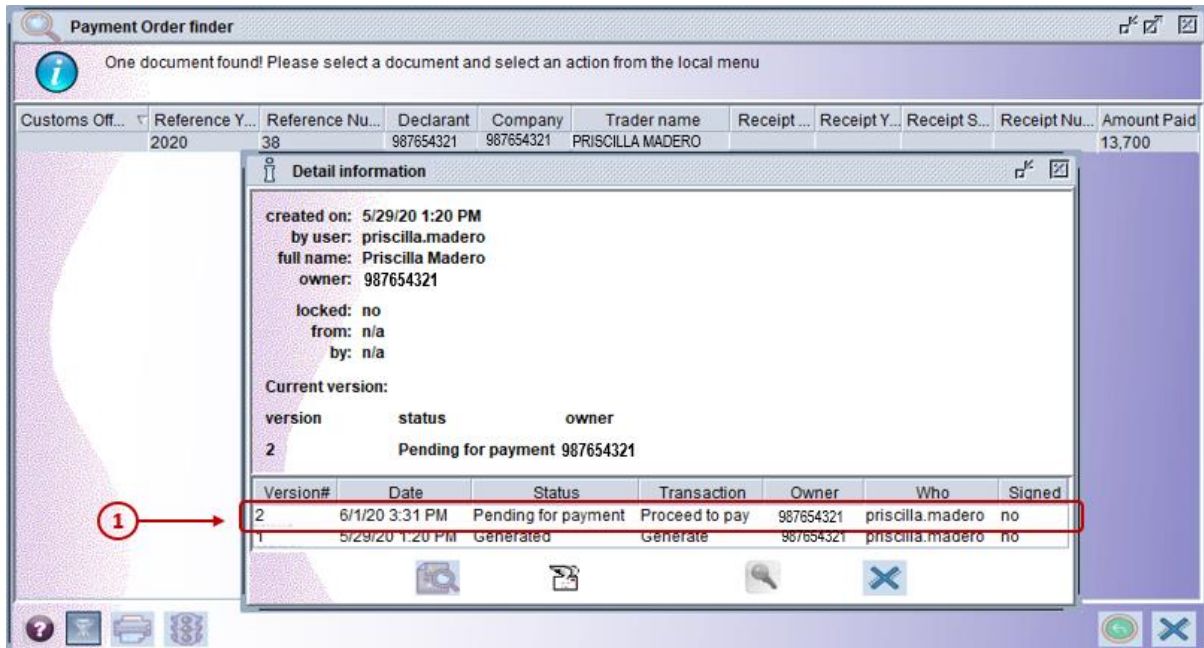 Payment Order finder
One document found! Please select a document and select an action from the local menu
Customs Off... Reference Y... Reference Nu... Declarant Company Trader name Receipt ... Receipt Y... Receipt S... Receipt Nu... Amount Paid
2020 38 987654321 987654321 PRISCILLA MADERO 13,700
Detail information
created on: 5/29/20 1:20 PM
by user: priscilla.madero
full name: Priscilla Madero
owner: 987654321
locked: no
from: n/a
by: n/a
Current version:
version status owner
2 Pending for payment 987654321
Version# Date Status Transaction Owner Who Signed
1 2 6/1/20 3:31 PM Pending for payment Proceed to pay 987654321 priscilla.madero no
1 5/29/20 1:20 PM Generated Generate 987654321 priscilla.madero no